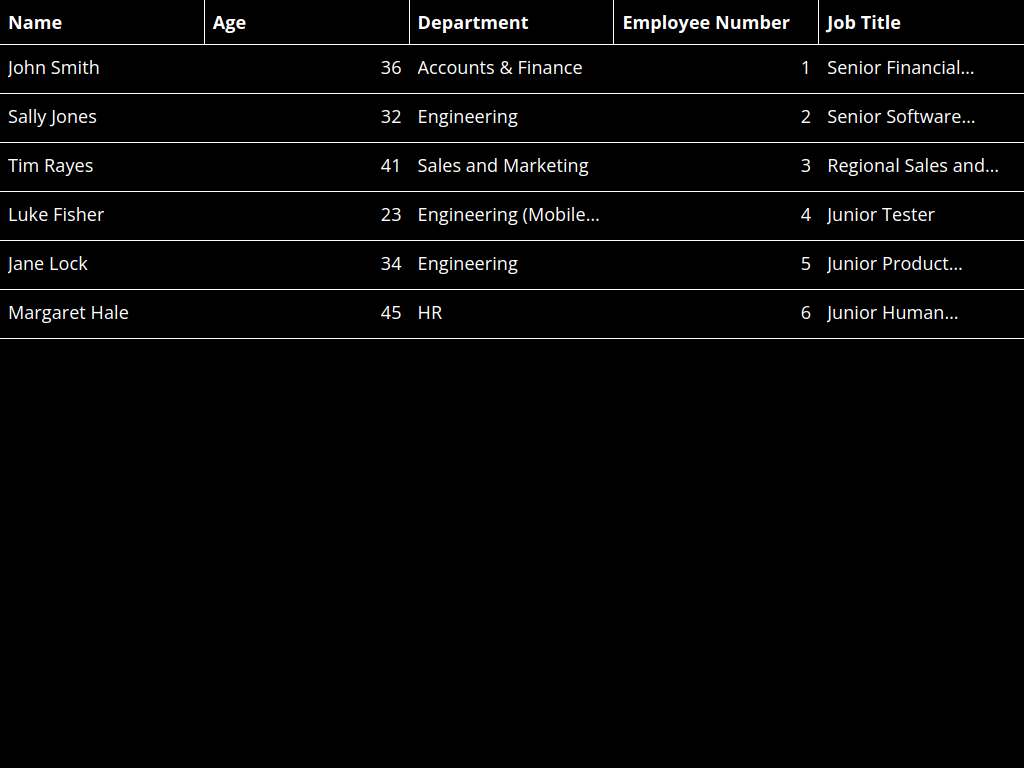 Name Age Department Employee Number Job Title
John Smith 36 Accounts & Finance 1 Senior Financial...
Sally Jones 32 Engineering 2 Senior Software...
Tim Rayes 41 Sales and Marketing 3 Regional Sales and...
Luke Fisher 23 Engineering (Mobile... 4 Junior Tester
Jane Lock 34 Engineering 5 Junior Product...
Margaret Hale 45 HR 6 Junior Human...